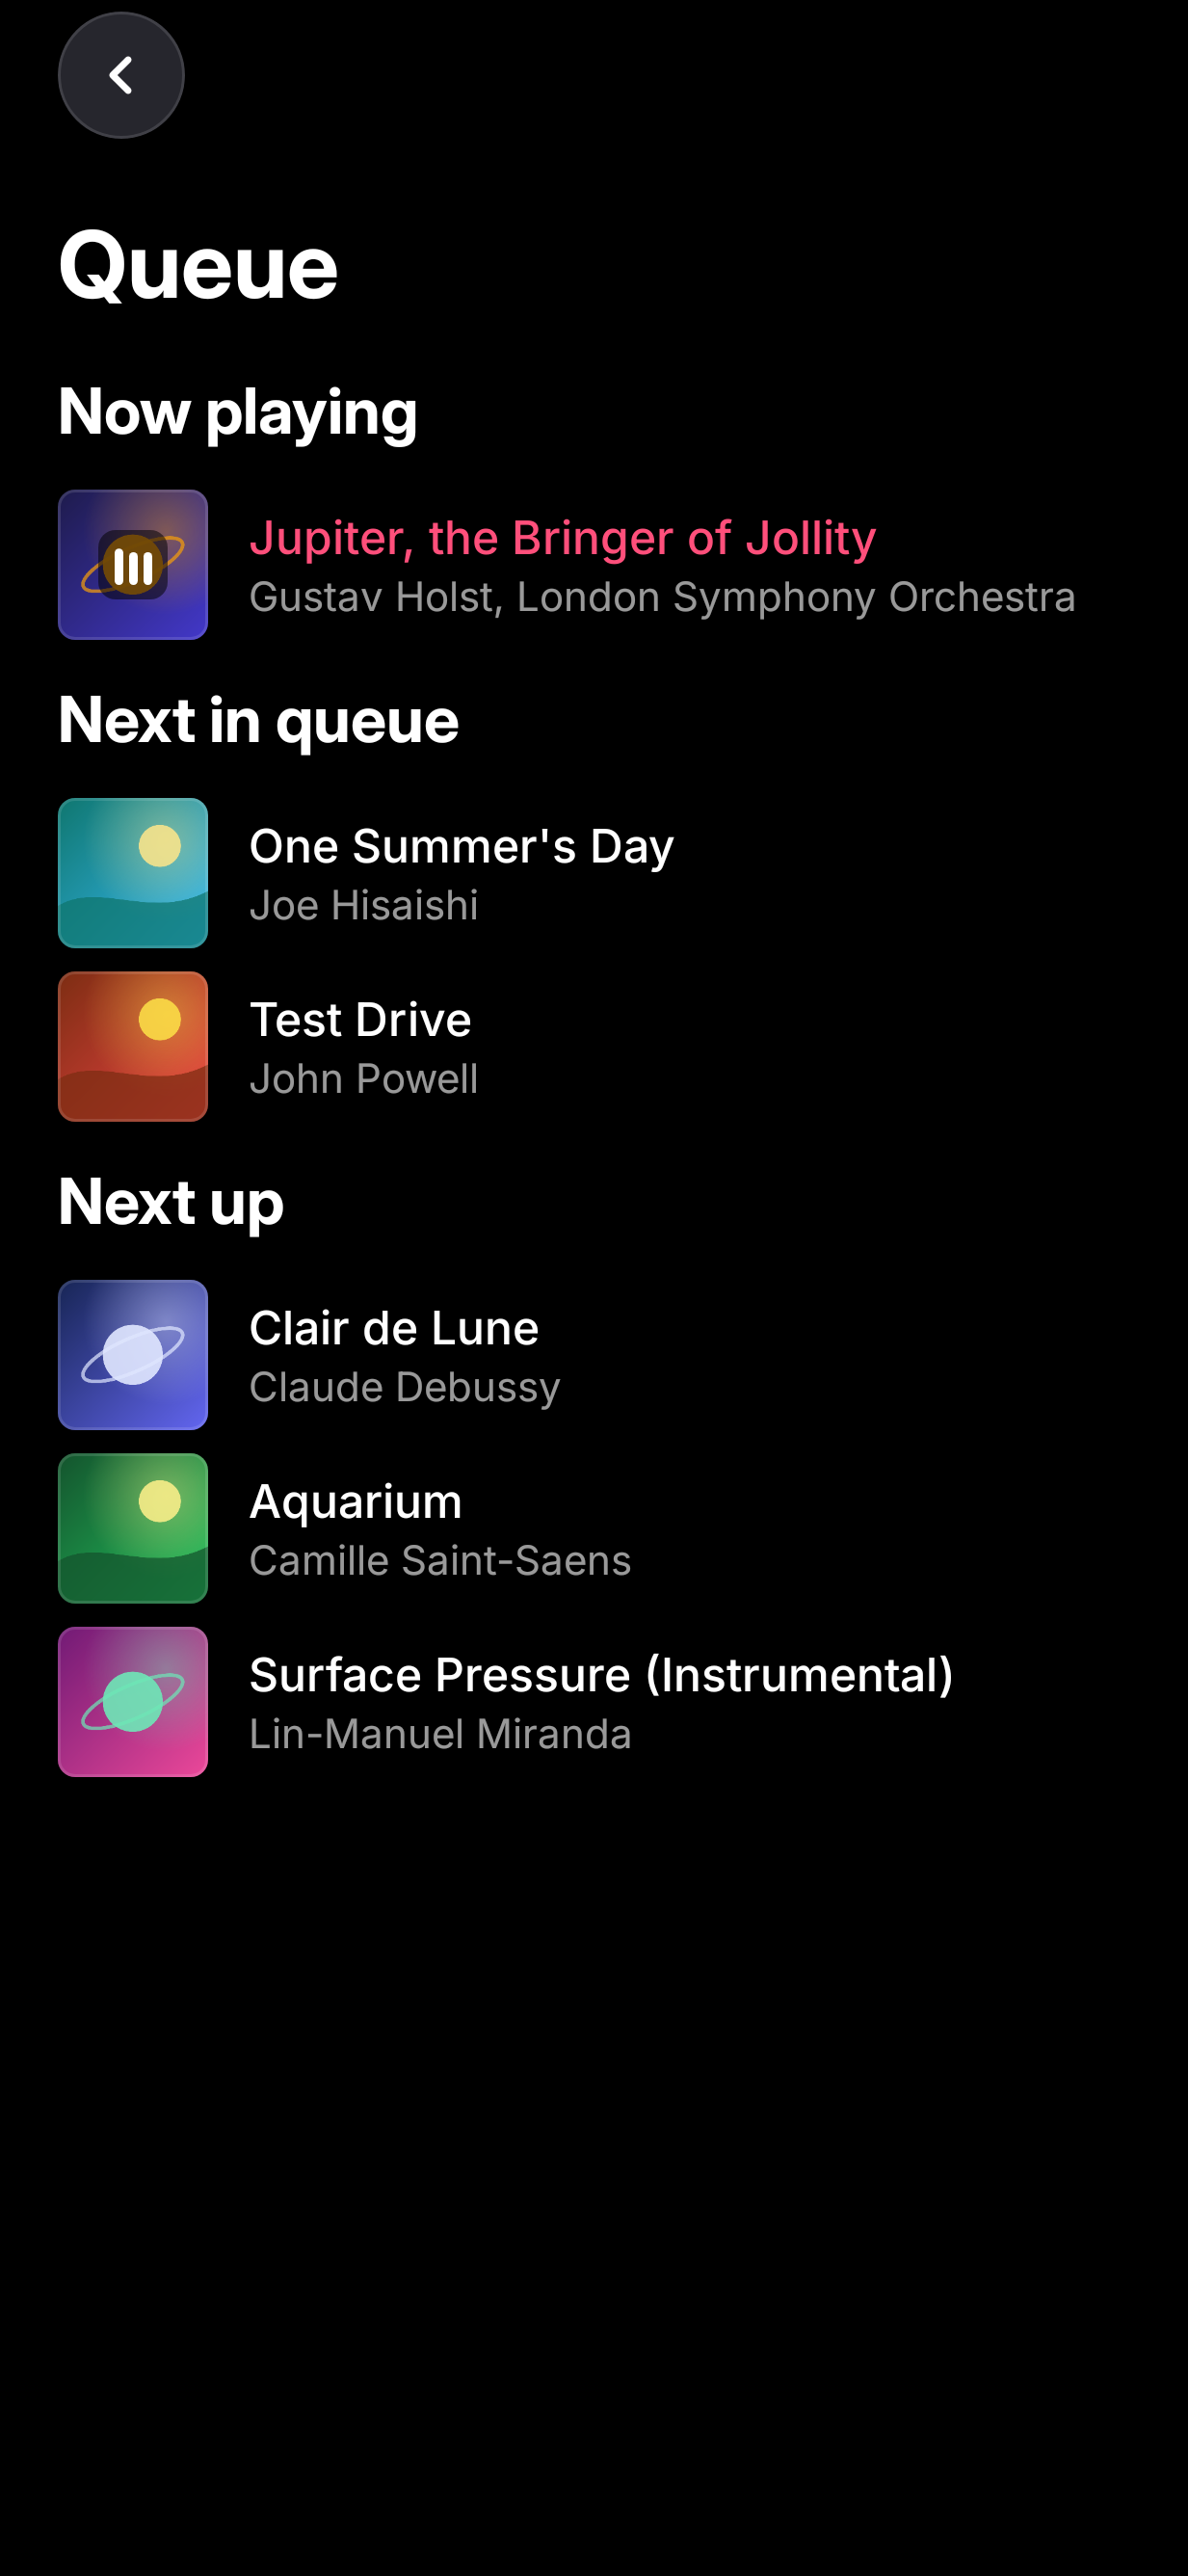 Queue
Now playing
Jupiter, the Bringer of Jollity
Gustav Holst, London Symphony Orchestra
Next in queue
One Summer's Day
Joe Hisaishi
Test Drive
John Powell
Next up
Clair de Lune
Claude Debussy
Aquarium
Camille Saint-Saens
Surface Pressure (Instrumental)
Lin-Manuel Miranda